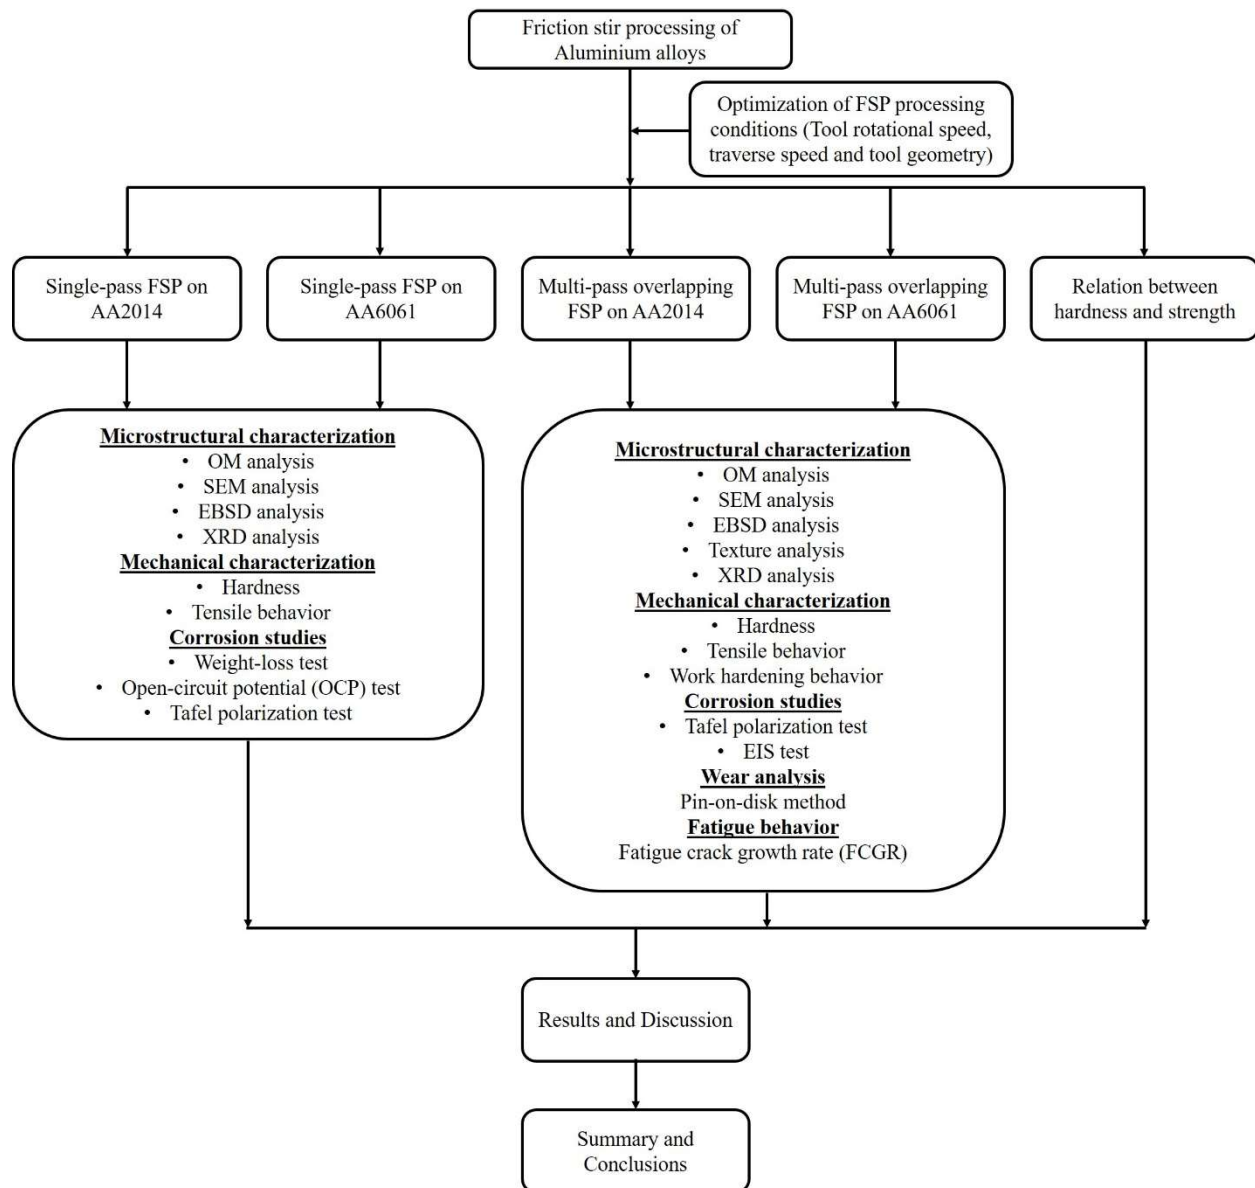 Friction stir processing of
Aluminium alloys
Optimization of FSP processing
conditions (Tool rotational speed,
traverse speed and tool geometry)
Single-pass FSP on
AA2014
Single-pass FSP on
AA6061
Multi-pass overlapping
FSP on AA2014
Multi-pass overlapping
FSP on AA6061
Relation between
hardness and strength
Microstructural characterization
• OM analysis
• SEM analysis
• EBSD analysis
• XRD analysis
Mechanical characterization
• Hardness
• Tensile behavior
Corrosion studies
• Weight-loss test
• Open-circuit potential (OCP) test
• Tafel polarization test
Microstructural characterization
• OM analysis
• SEM analysis
• EBSD analysis
• Texture analysis
• XRD analysis
Mechanical characterization
• Hardness
• Tensile behavior
• Work hardening behavior
Corrosion studies
• Tafel polarization test
• EIS test
Wear analysis
Pin-on-disk method
Fatigue behavior
Fatigue crack growth rate (FCGR)
Results and Discussion
Summary and
Conclusions